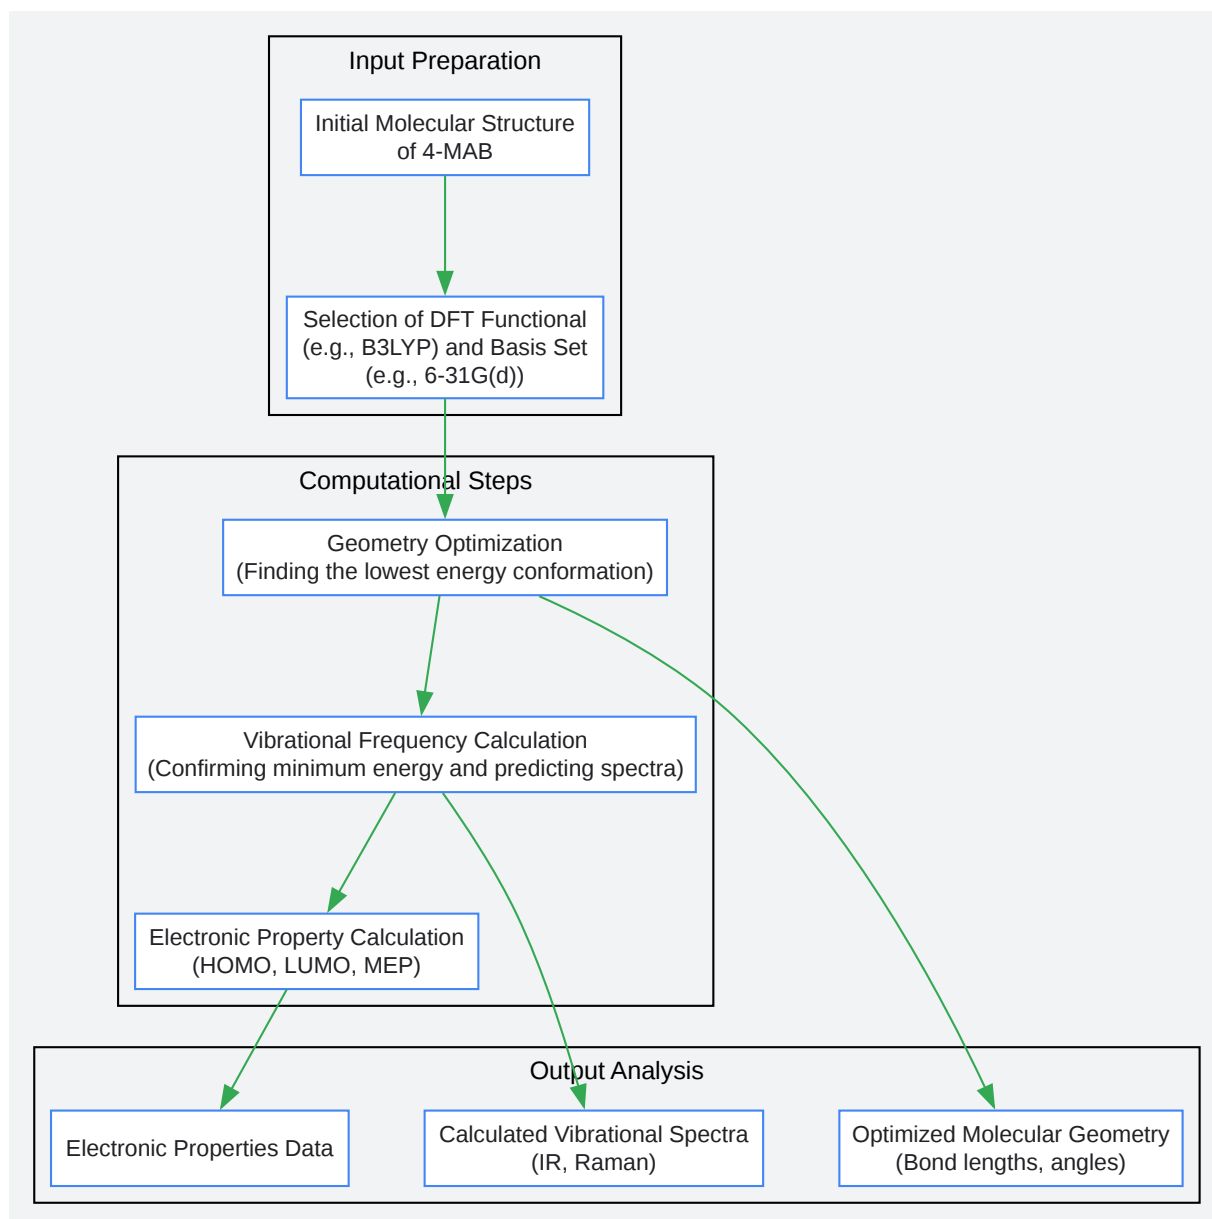 Input Preparation
Initial Molecular Structure
of 4-MAB
Selection of DFT Functional
(e.g., B3LYP) and Basis Set
(e.g., 6-31G(d))
Computational Steps
Geometry Optimization
(Finding the lowest energy conformation)
Vibrational Frequency Calculation
(Confirming minimum energy and predicting spectra)
Electronic Property Calculation
(HOMO, LUMO, MEP)
Output Analysis
Electronic Properties Data
Calculated Vibrational Spectra
(IR, Raman)
Optimized Molecular Geometry
(Bond lengths, angles)